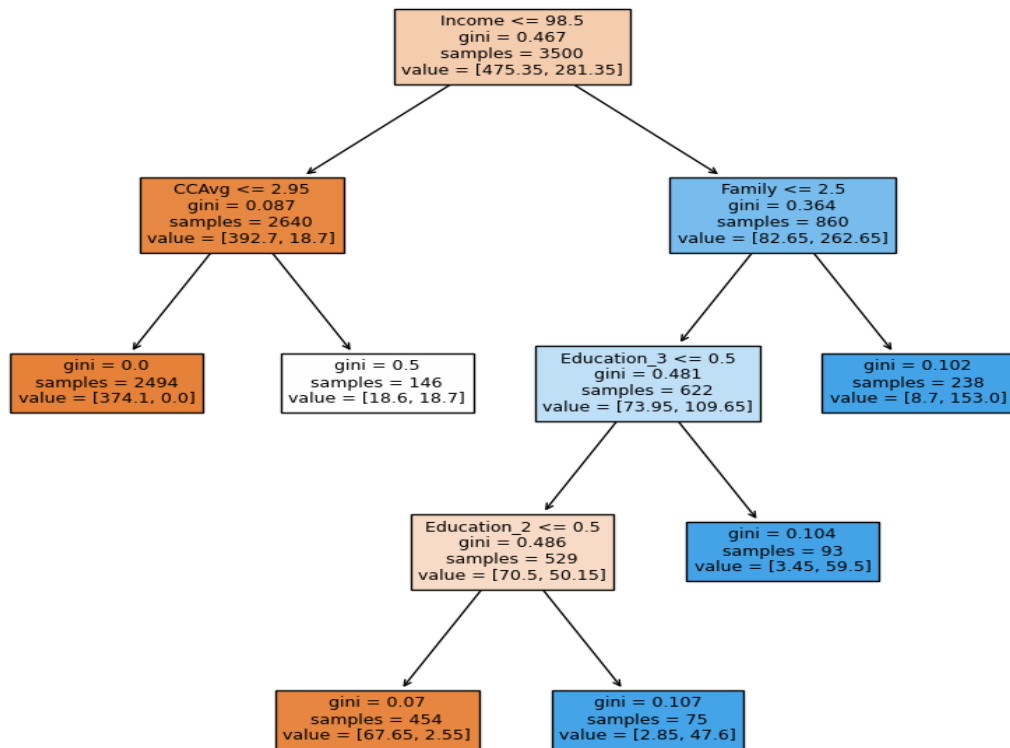 Income <= 98.5
gini = 0.467
samples = 3500
value = [475.35, 281.35]
CCAvg <= 2.95
gini = 0.087
samples = 2640
value = [392.7, 18.7]
Family <= 2.5
gini = 0.364
samples = 860
value = [82.65, 262.65]
gini = 0.0
samples = 2494
value = [374.1, 0.0]
gini = 0.5
samples = 146
value = [18.6, 18.7]
Education_3 <= 0.5
gini = 0.481
samples = 622
value = [73.95, 109.65]
gini = 0.102
samples = 238
value = [8.7, 153.0]
Education_2 <= 0.5
gini = 0.486
samples = 529
value = [70.5, 50.15]
gini = 0.104
samples = 93
value = [3.45, 59.5]
gini = 0.07
samples = 454
value = [67.65, 2.55]
gini = 0.107
samples = 75
value = [2.85, 47.6]